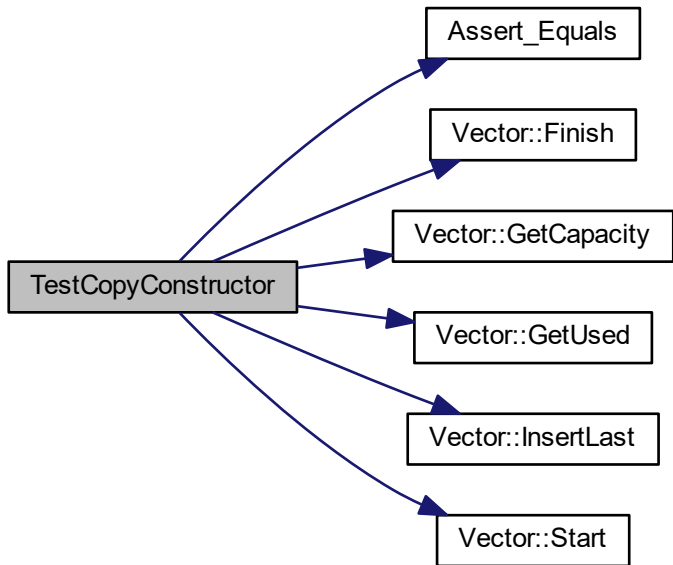 Assert_Equals
Vector::Finish
Vector::GetCapacity
TestCopyConstructor
Vector::GetUsed
Vector::InsertLast
Vector::Start